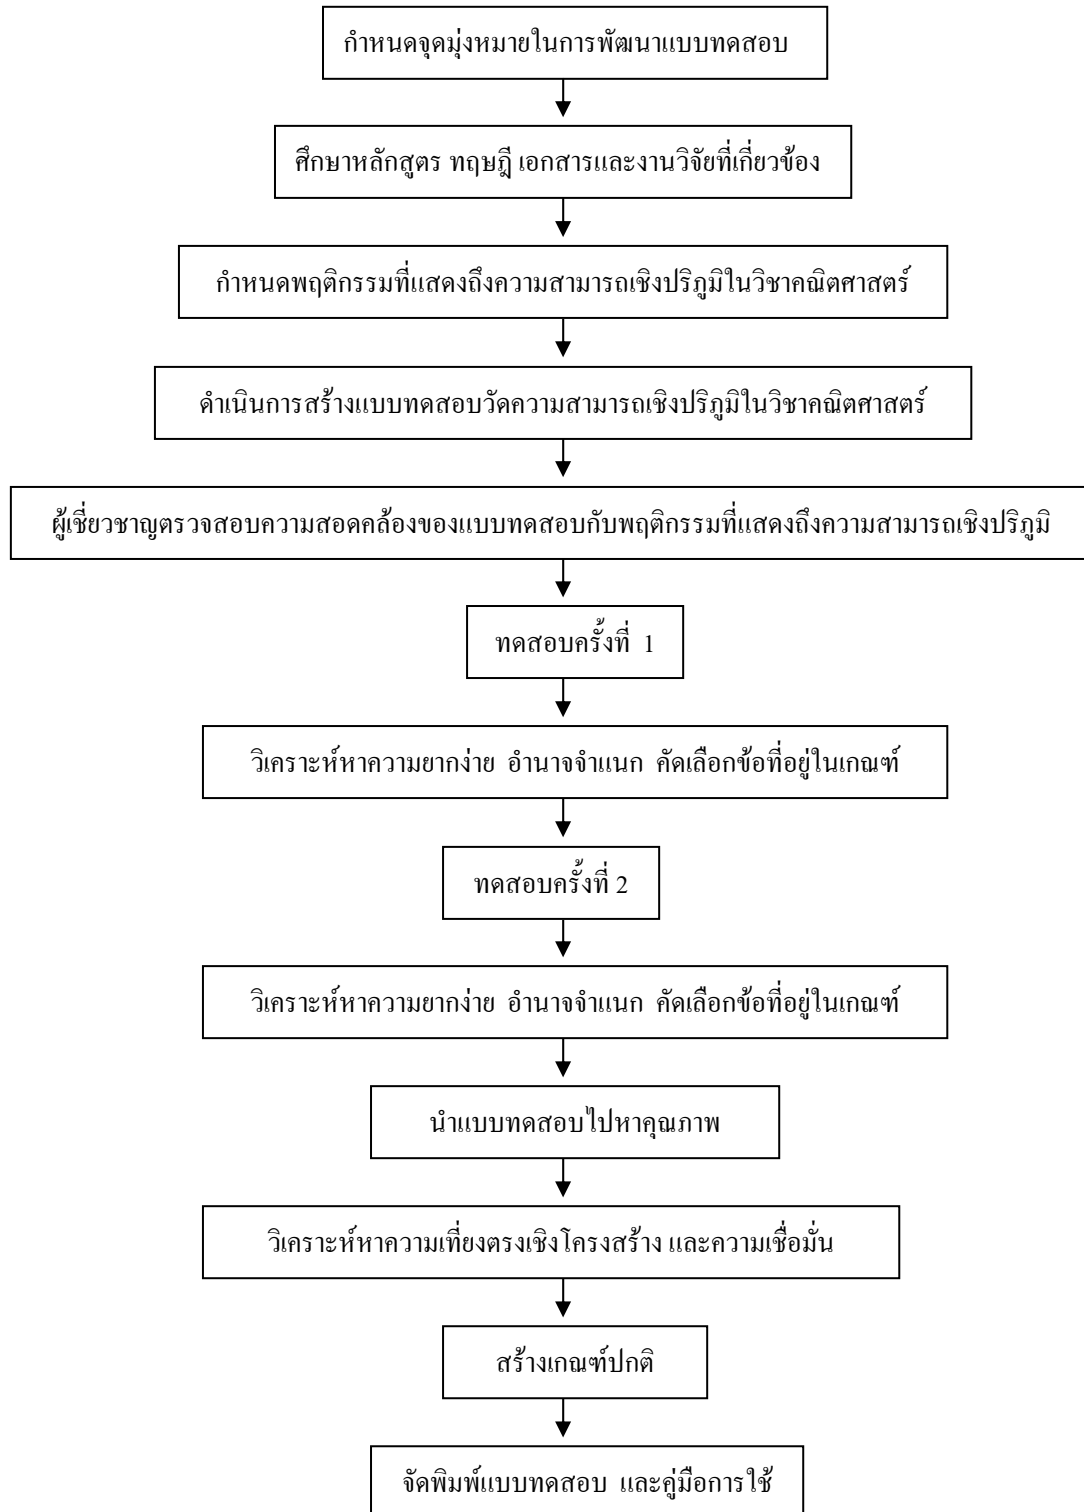 กำหนดจุดมุ่งหมายในการพัฒนาแบบทดสอบ
ศึกษาหลักสูตร ทฤษฎี เอกสารและงานวิจัยที่เกี่ยวข้อง
กำหนดพฤติกรรมที่แสดงถึงความสามารถเชิงปริภูมิในวิชาคณิตศาสตร์
ดำเนินการสร้างแบบทดสอบวัดความสามารถเชิงปริภูมิในวิชาคณิตศาสตร์
ผู้เชี่ยวชาญตรวจสอบความสอดคล้องของแบบทดสอบกับพฤติกรรมที่แสดงถึงความสามารถเชิงปริภูมิ
ทดสอบครั้งที่ 1
วิเคราะห์หาความยากง่าย อำนาจจำแนก คัดเลือกข้อที่อยู่ในเกณฑ์
ทดสอบครั้งที่ 2
วิเคราะห์หาความยากง่าย อำนาจจำแนก คัดเลือกข้อที่อยู่ในเกณฑ์
นำแบบทดสอบไปหาคุณภาพ
วิเคราะห์หาความเที่ยงตรงเชิงโครงสร้าง และความเชื่อมั่น
สร้างเกณฑ์ปกติ
จัดพิมพ์แบบทดสอบ และคู่มือการใช้